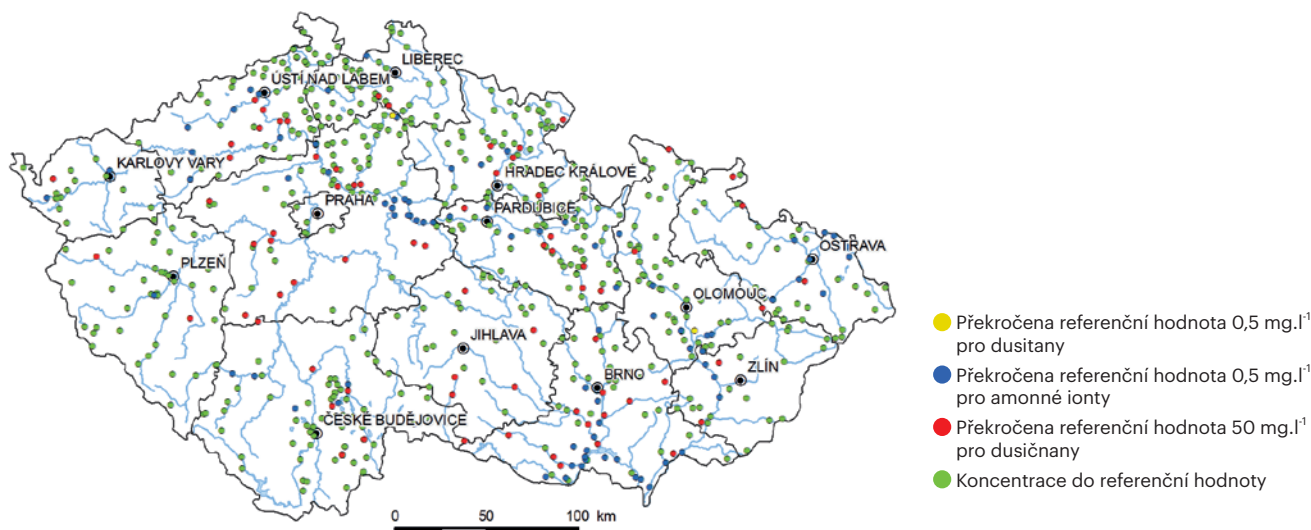 LIBEREC
ÚSTÍ NAD LABEM
KARLOVY VARY
HRADEC KRÁLOVÉ
PRAHA
PARDUBICE
OSTRAVA
PLZEŇ
OLOMOUC
JIHLAVA
BRNO
ZLÍN
ČESKÉ BUDĚJOVICE
0 50 100 km
Překročena referenční hodnota 0,5 mg.l⁻¹
pro dusitany
Překročena referenční hodnota 0,5 mg.l⁻¹
pro amonné ionty
Překročena referenční hodnota 50 mg.l⁻¹
pro dusičnany
Koncentrace do referenční hodnoty